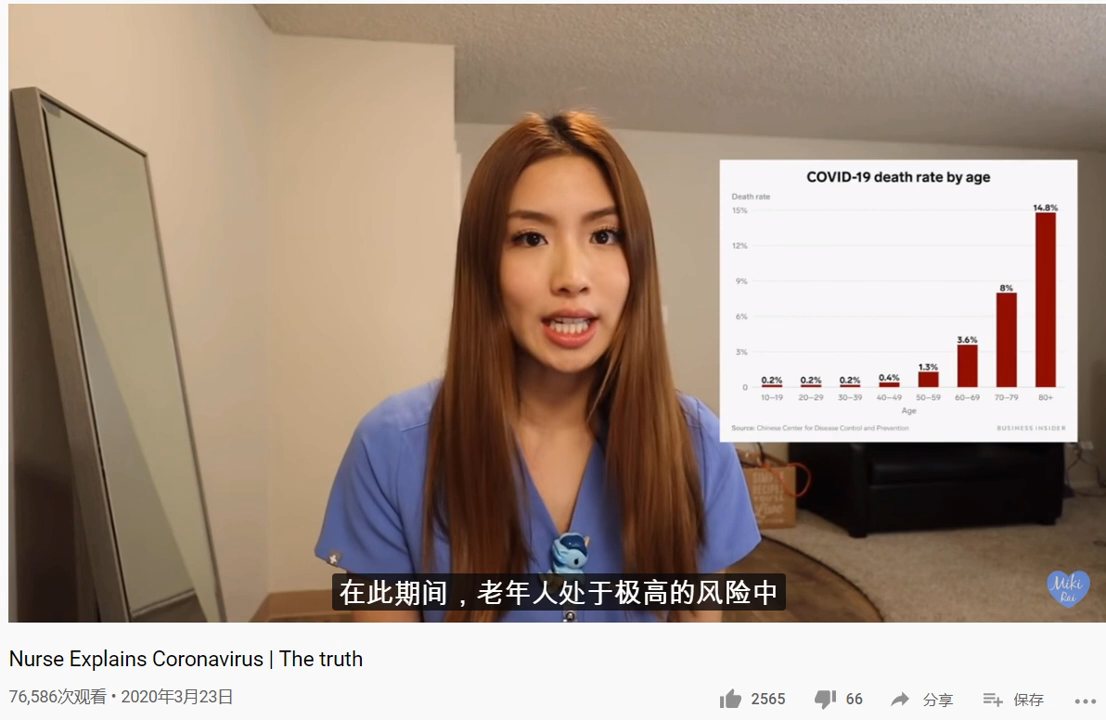 COVID-19 death rate by age
Death rate
15%
12%
9%
6%
3%
0
0.2%
0.2%
0.2%
0.4%
1.3%
3.6%
8%
14.8%
10–19
20–29
30–39
40–49
50–59
60–69
70–79
80+
Age
Source: Chinese Center for Disease Control and Prevention
BUSINESS INSIDER
RECIPES
Miki
Rai
在此期间，老年人处于极高的风险中
Nurse Explains Coronavirus | The truth
76,586次观看 • 2020年3月23日
2565
66
分享
保存